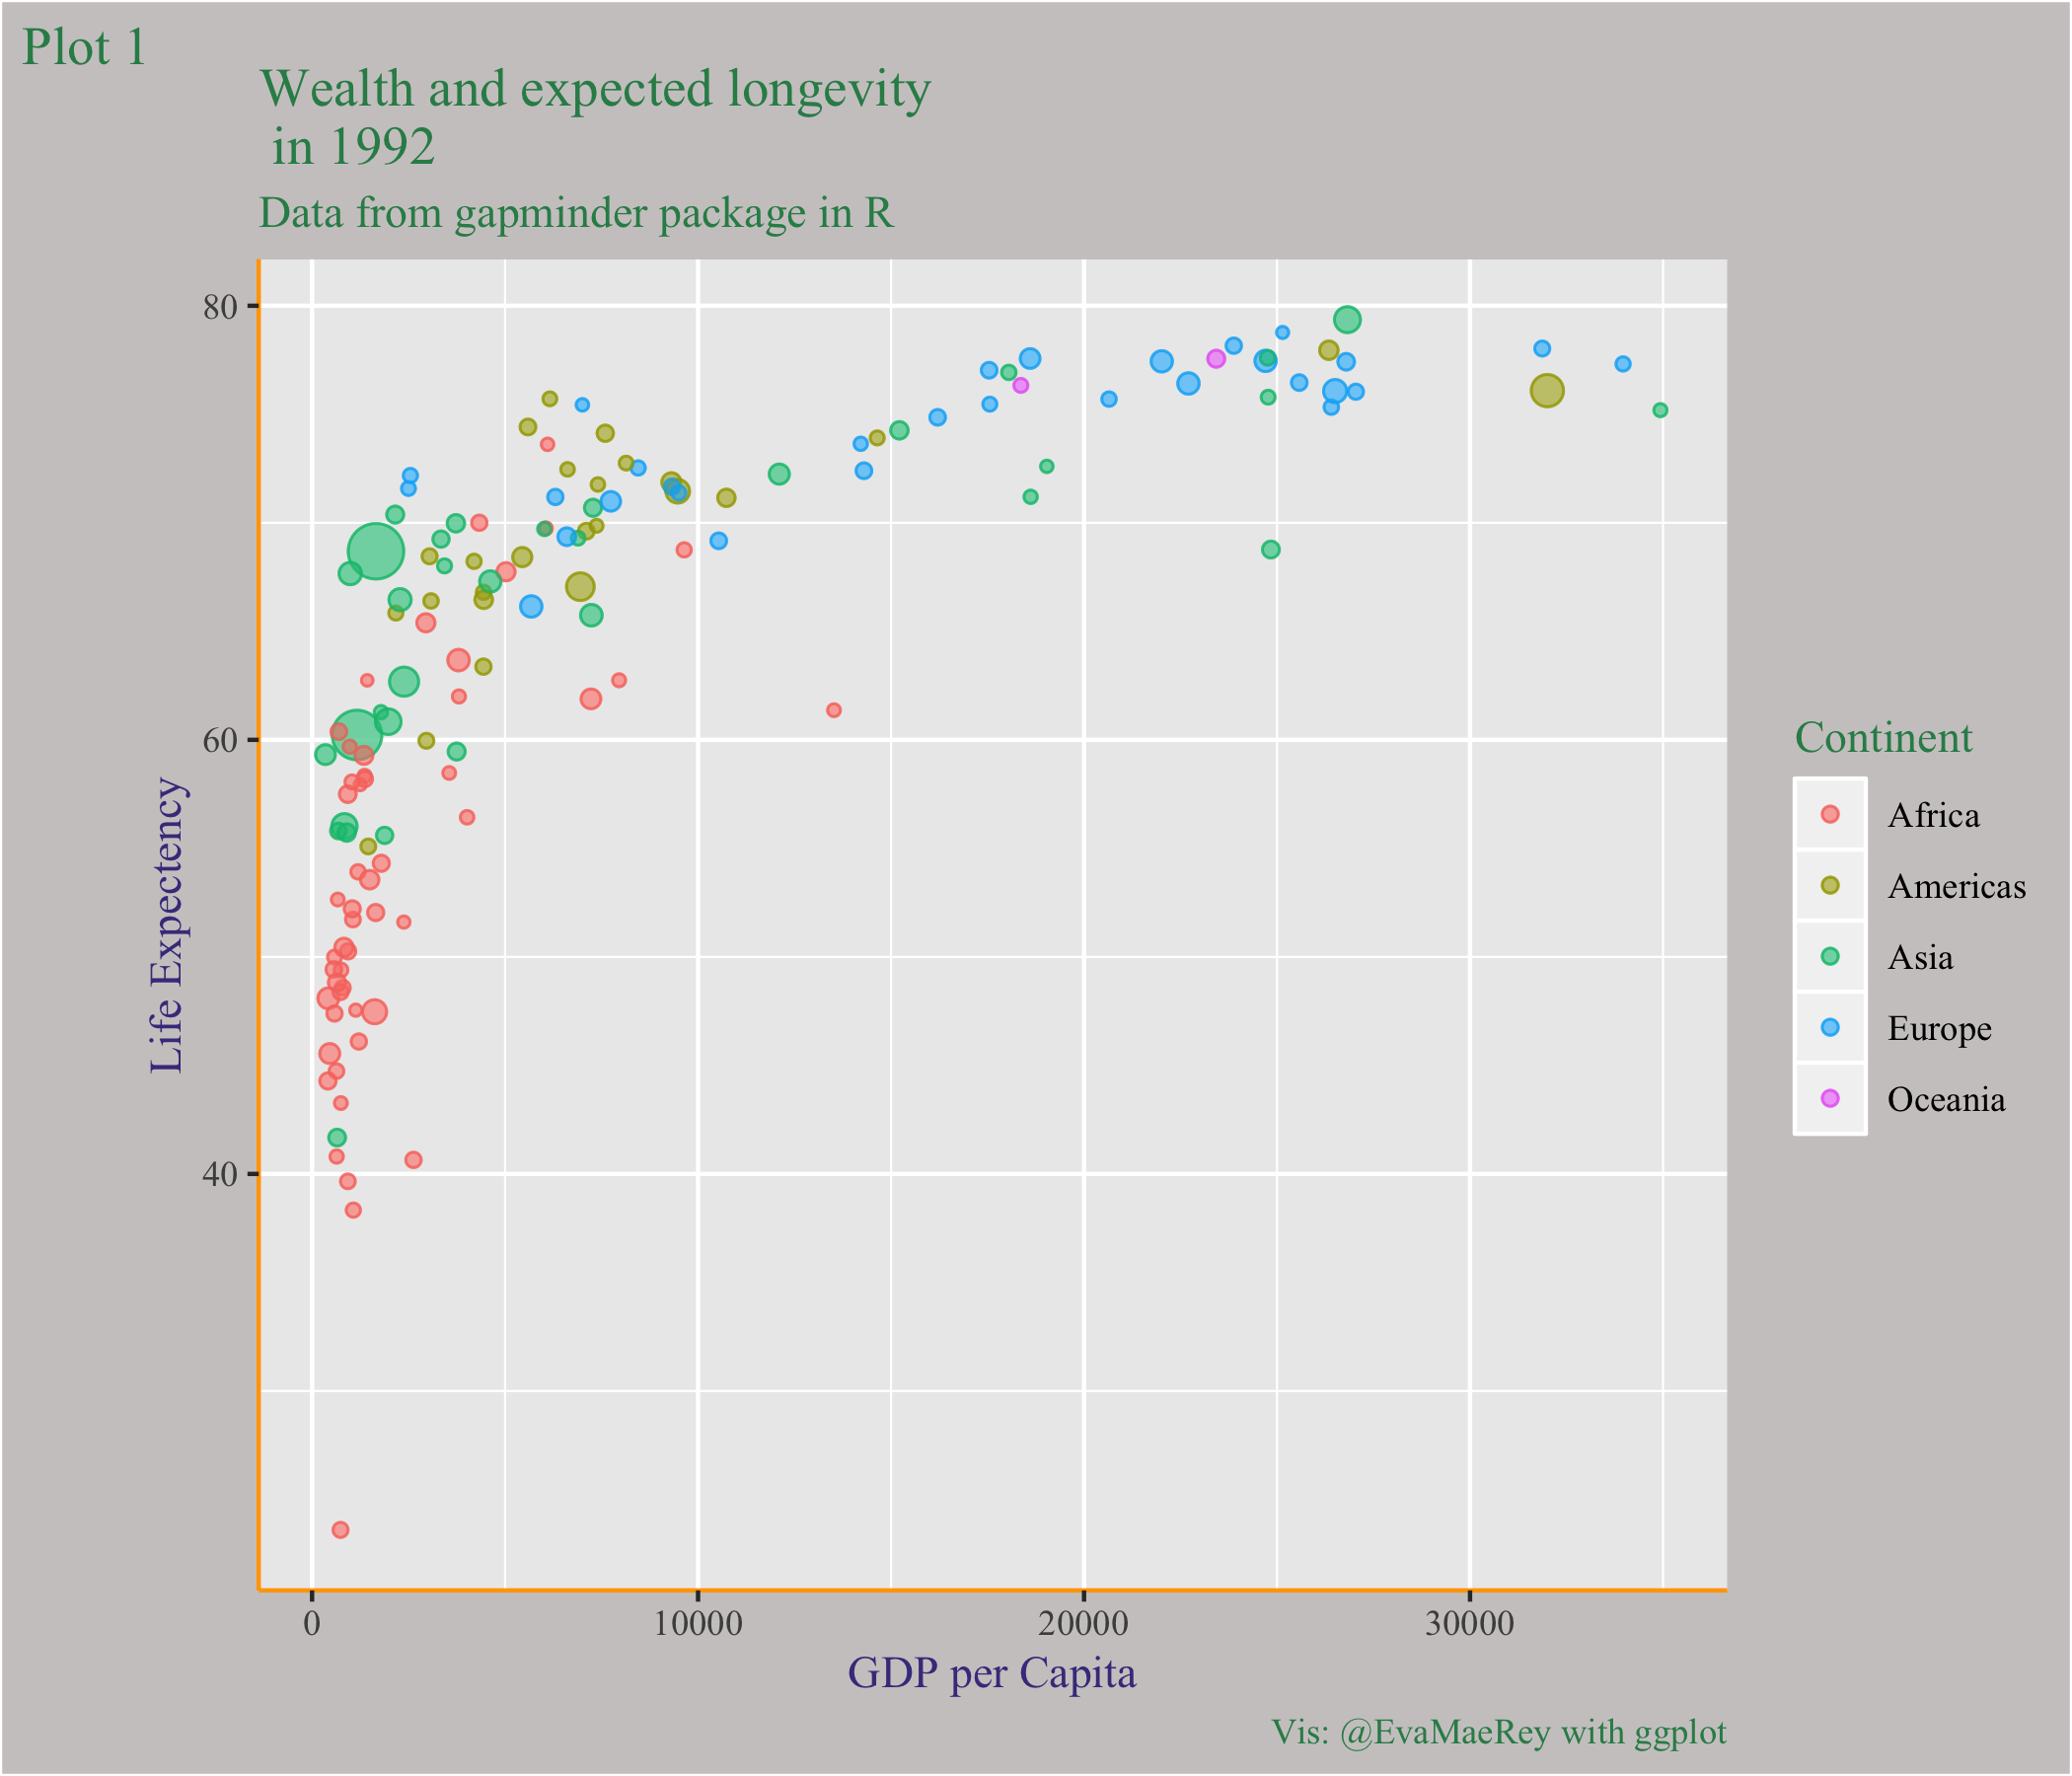 Plot 1
Wealth and expected longevity
in 1992
Data from gapminder package in R
80
60
40
Life Expectency
0 10000 20000 30000
GDP per Capita
Continent
Africa
Americas
Asia
Europe
Oceania
Vis: @EvaMaeRey with ggplot